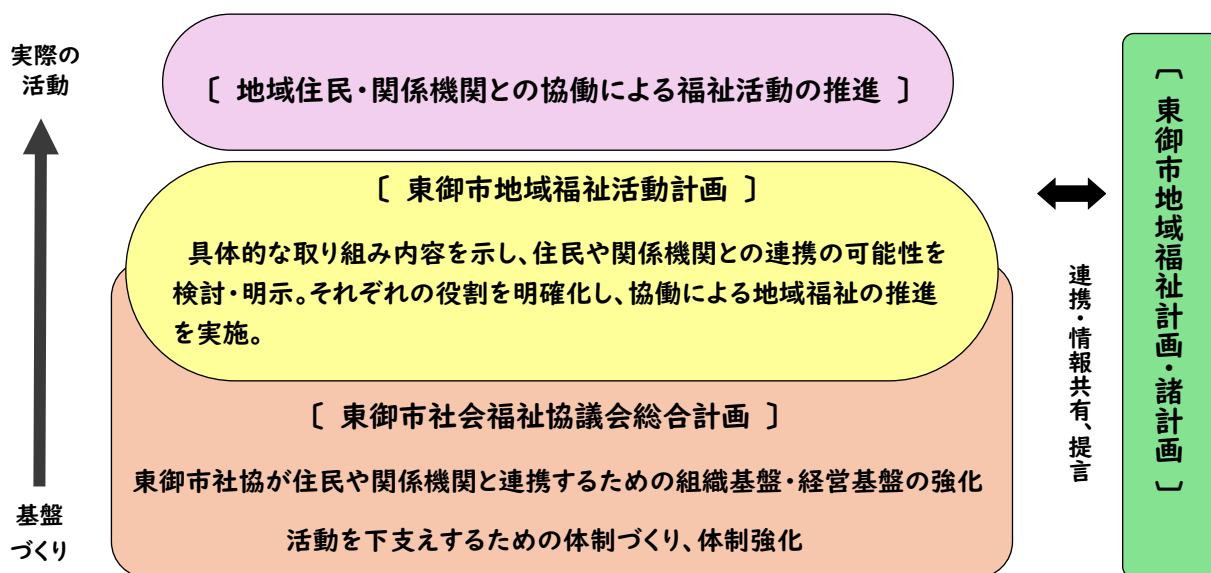 実際の
活動
〔 地域住民・関係機関との協働による福祉活動の推進 〕
〔 東御市地域福祉活動計画 〕
具体的な取り組み内容を示し、住民や関係機関との連携の可能性を
検討・明示。それぞれの役割を明確化し、協働による地域福祉の推進
を実施。
〔 東御市社会福祉協議会総合計画 〕
東御市社協が住民や関係機関と連携するための組織基盤・経営基盤の強化
活動を下支えするための体制づくり、体制強化
基盤
づくり
連携・情報共有、提言
〔 東御市地域福祉計画・諸計画 〕